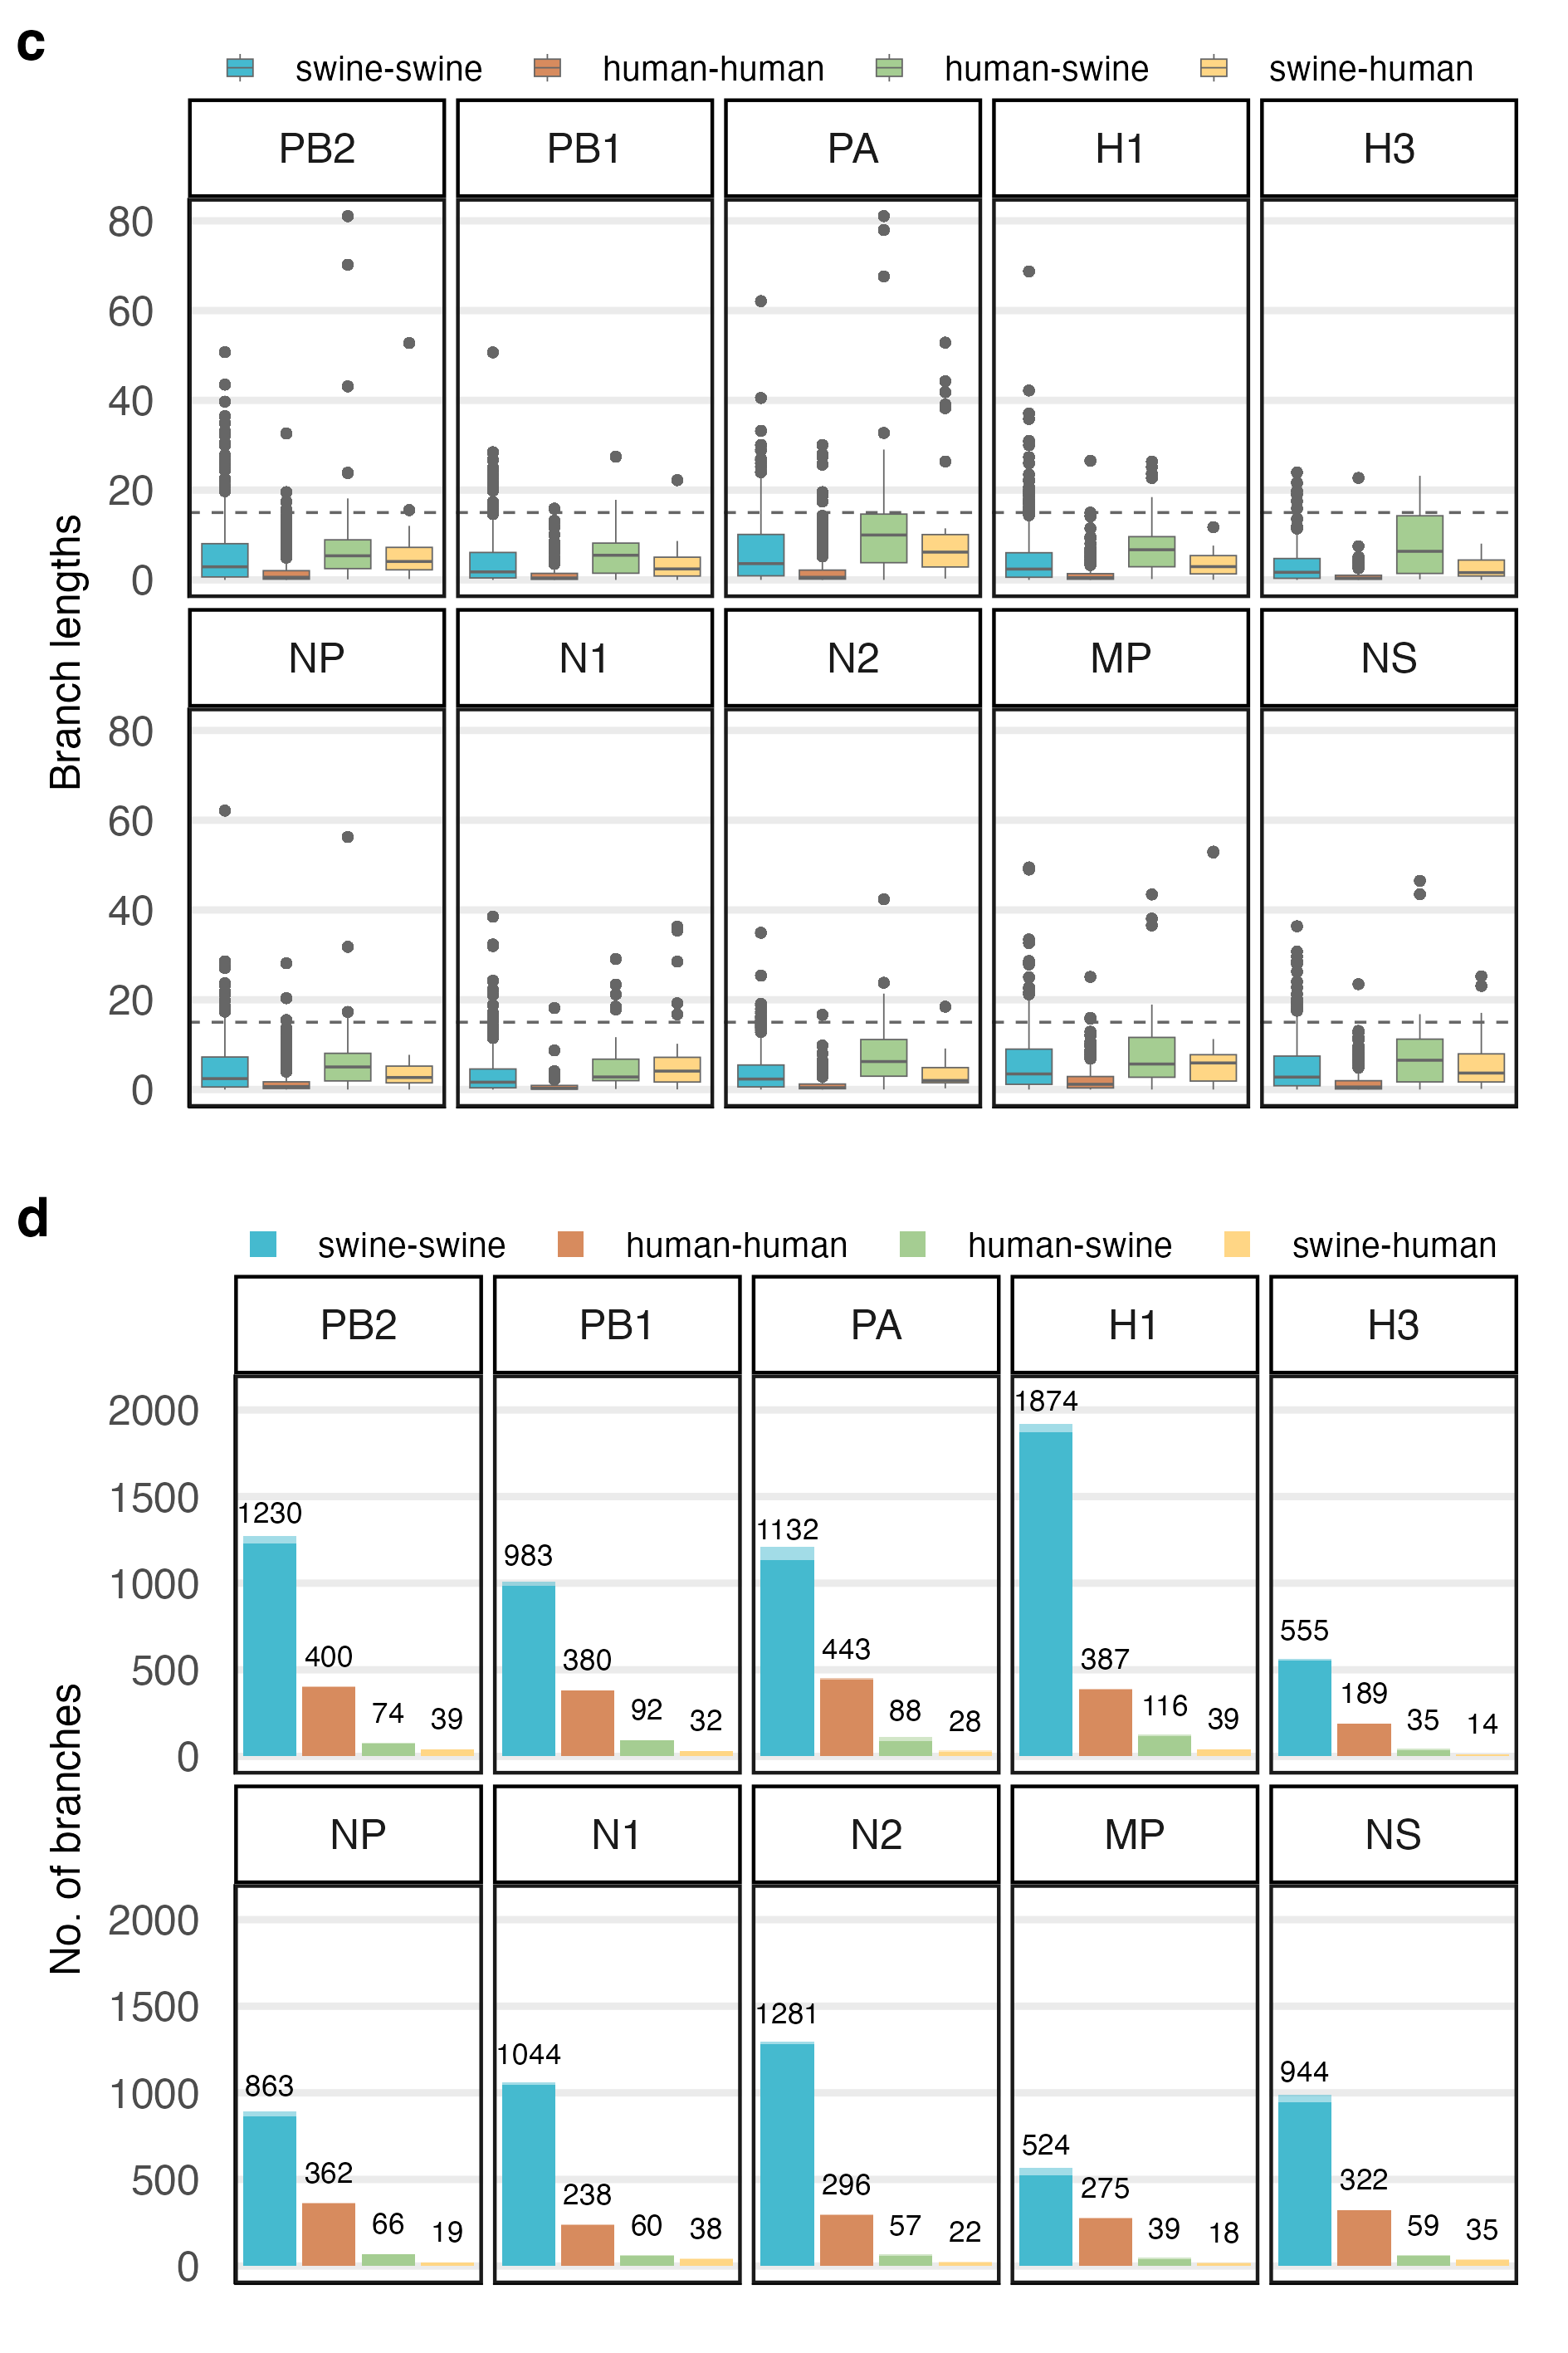 c
swine-swine human-human human-swine swine-human
PB2 PB1 PA H1 H3
80
60
40
20
0
NP N1 N2 MP NS
80
60
40
20
0
Branch lengths
d
swine-swine human-human human-swine swine-human
PB2 PB1 PA H1 H3
2000
1500
1000
500
0
1230 400 74 39
983 380 92 32
1132 443 88 28
1874 387 116 39
555 189 35 14
NP N1 N2 MP NS
2000
1500
1000
500
0
863 362 66 19
1044 238 60 38
1281 296 57 22
524 275 39 18
944 322 59 35
No. of branches